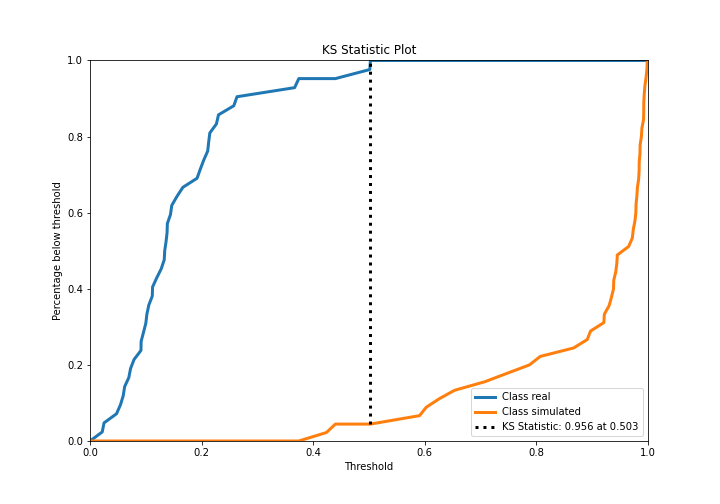 KS Statistic Plot
1.0
0.8
0.6
0.4
0.2
0.0
Percentage below threshold
0.0 0.2 0.4 0.6 0.8 1.0
Threshold
Class real
Class simulated
KS Statistic: 0.956 at 0.503